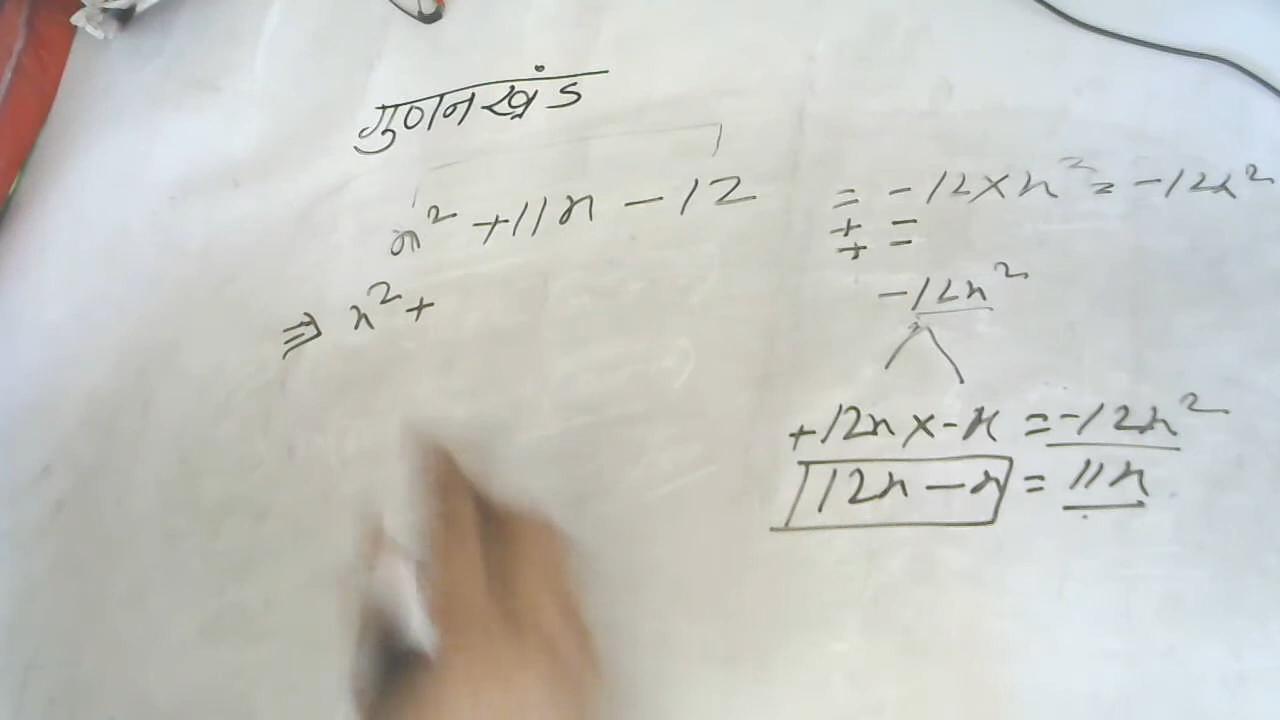 गुणनखंड
x² + 11x - 12
= -12 × x² = -12x²
+ =
+ =
-12x²
⇒ x² +
+12x × -x = -12x²
12x - x = 11x